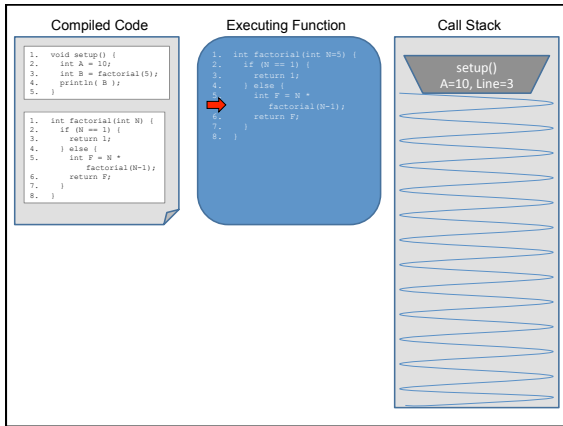 Compiled Code
1. void setup() {
2. int A = 10;
3. int B = factorial(5);
4. println( B );
5. }
1. int factorial(int N) {
2. if (N == 1) {
3. return 1;
4. } else {
5. int F = N *
factorial(N-1);
6. return F;
7. }
8. }
Executing Function
1. int factorial(int N=5) {
2. if (N == 1) {
3. return 1;
4. } else {
5. int F = N *
factorial(N-1);
6. return F;
7. }
8. }
Call Stack
setup()
A=10, Line=3